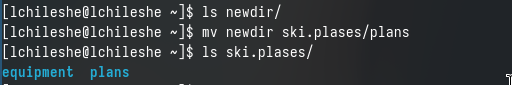 [lchileshe@lchileshe ~]$ ls newdir/
[lchileshe@lchileshe ~]$ mv newdir ski.plases/plans
[lchileshe@lchileshe ~]$ ls ski.plases/
equipment  plans